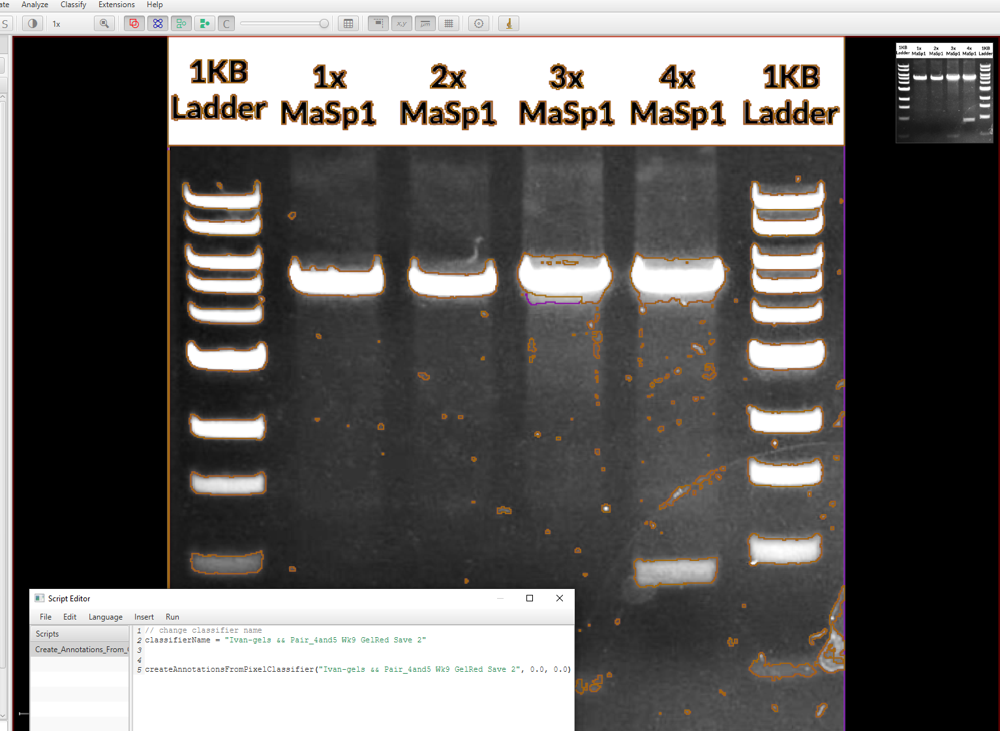 ate Analyze Classify Extensions Help
S 1x C x,y µm
1KB 1x 2x 3x 4x 1KB
Ladder MaSp1 MaSp1 MaSp1 MaSp1 Ladder
1KB 1x 2x 3x 4x 1KB
Ladder MaSp1 MaSp1 MaSp1 MaSp1 Ladder
Script Editor
File Edit Language Insert Run
Scripts
Create_Annotations_From_
1 // change classifier name
2 classifierName = "Ivan-gels && Pair_4and5 Wk9 GelRed Save 2"
3
4
5 createAnnotationsFromPixelClassifier("Ivan-gels && Pair_4and5 Wk9 GelRed Save 2", 0.0, 0.0)